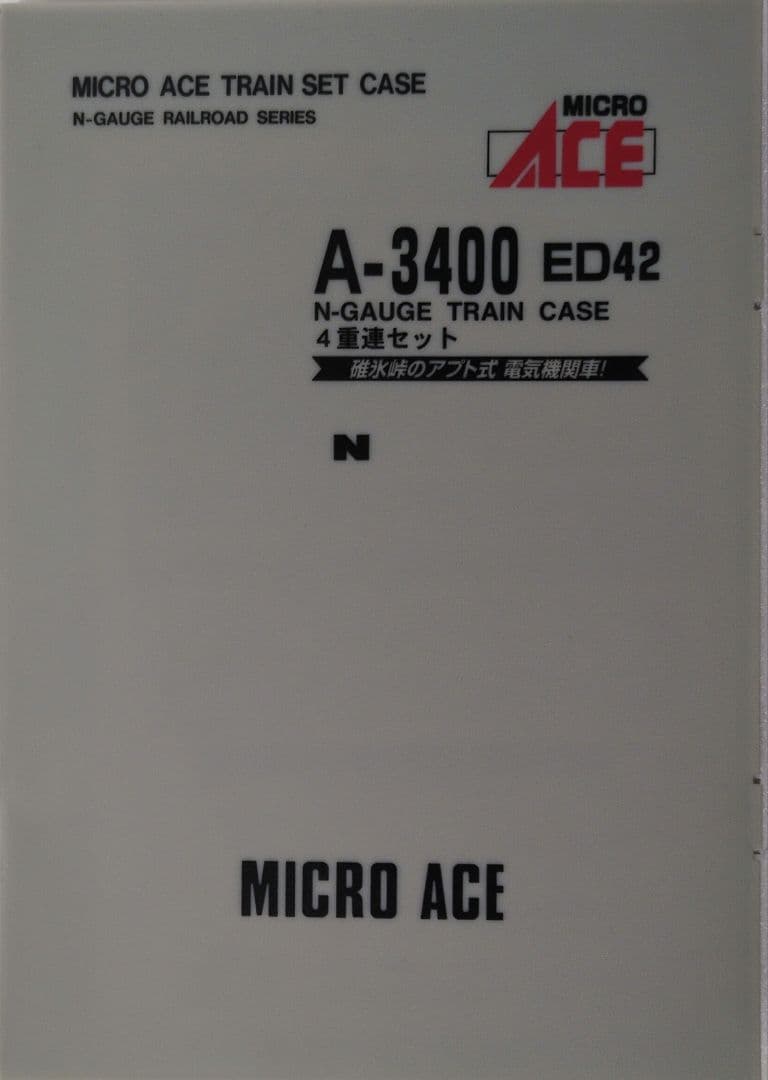 MICRO ACE TRAIN SET CASE
N-GAUGE RAILROAD SERIES
MICRO
ACE
A-3400 ED42
N-GAUGE TRAIN CASE
4重連セット
碓氷峠のアプト式 電気機関車!
N
MICRO ACE